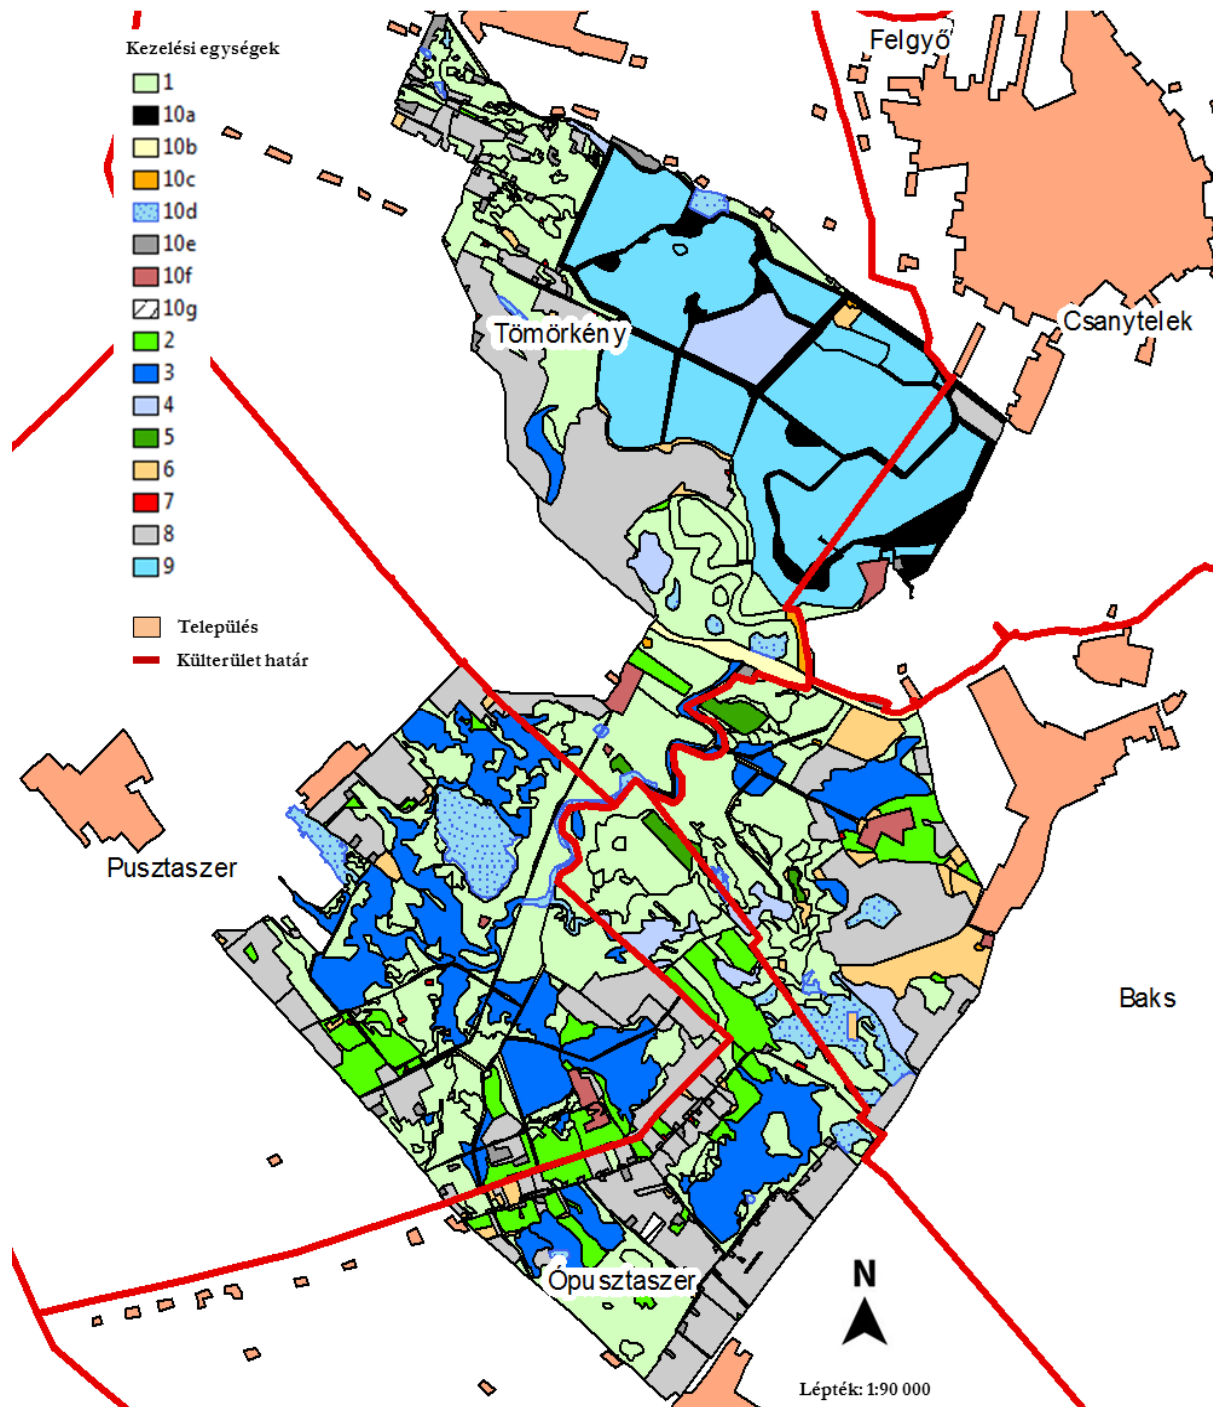 Kezelési egységek
1
10a
10b
10c
10d
10e
10f
10g
2
3
4
5
6
7
8
9
Település
Külterület határ
Felgyő
Csanytelek
Tömörkény
Pusztaszer
Baks
Ópusztaszer
N
Lépték: 1:90 000